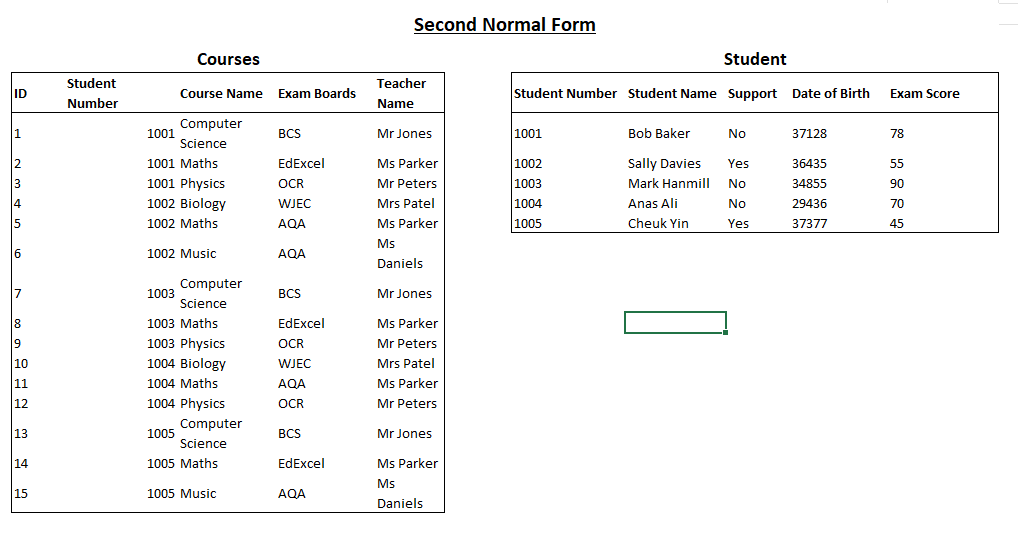 Second Normal Form
Courses
ID Student Number Course Name Exam Boards Teacher Name
1 1001 Computer Science BCS Mr Jones
2 1001 Maths EdExcel Ms Parker
3 1001 Physics OCR Mr Peters
4 1002 Biology WJEC Mrs Patel
5 1002 Maths AQA Ms Parker
6 1002 Music AQA Ms Daniels
7 1003 Computer Science BCS Mr Jones
8 1003 Maths EdExcel Ms Parker
9 1003 Physics OCR Mr Peters
10 1004 Biology WJEC Mrs Patel
11 1004 Maths AQA Ms Parker
12 1004 Physics OCR Mr Peters
13 1005 Computer Science BCS Mr Jones
14 1005 Maths EdExcel Ms Parker
15 1005 Music AQA Ms Daniels
Student
Student Number Student Name Support Date of Birth Exam Score
1001 Bob Baker No 37128 78
1002 Sally Davies Yes 36435 55
1003 Mark Hanmill No 34855 90
1004 Anas Ali No 29436 70
1005 Cheuk Yin Yes 37377 45